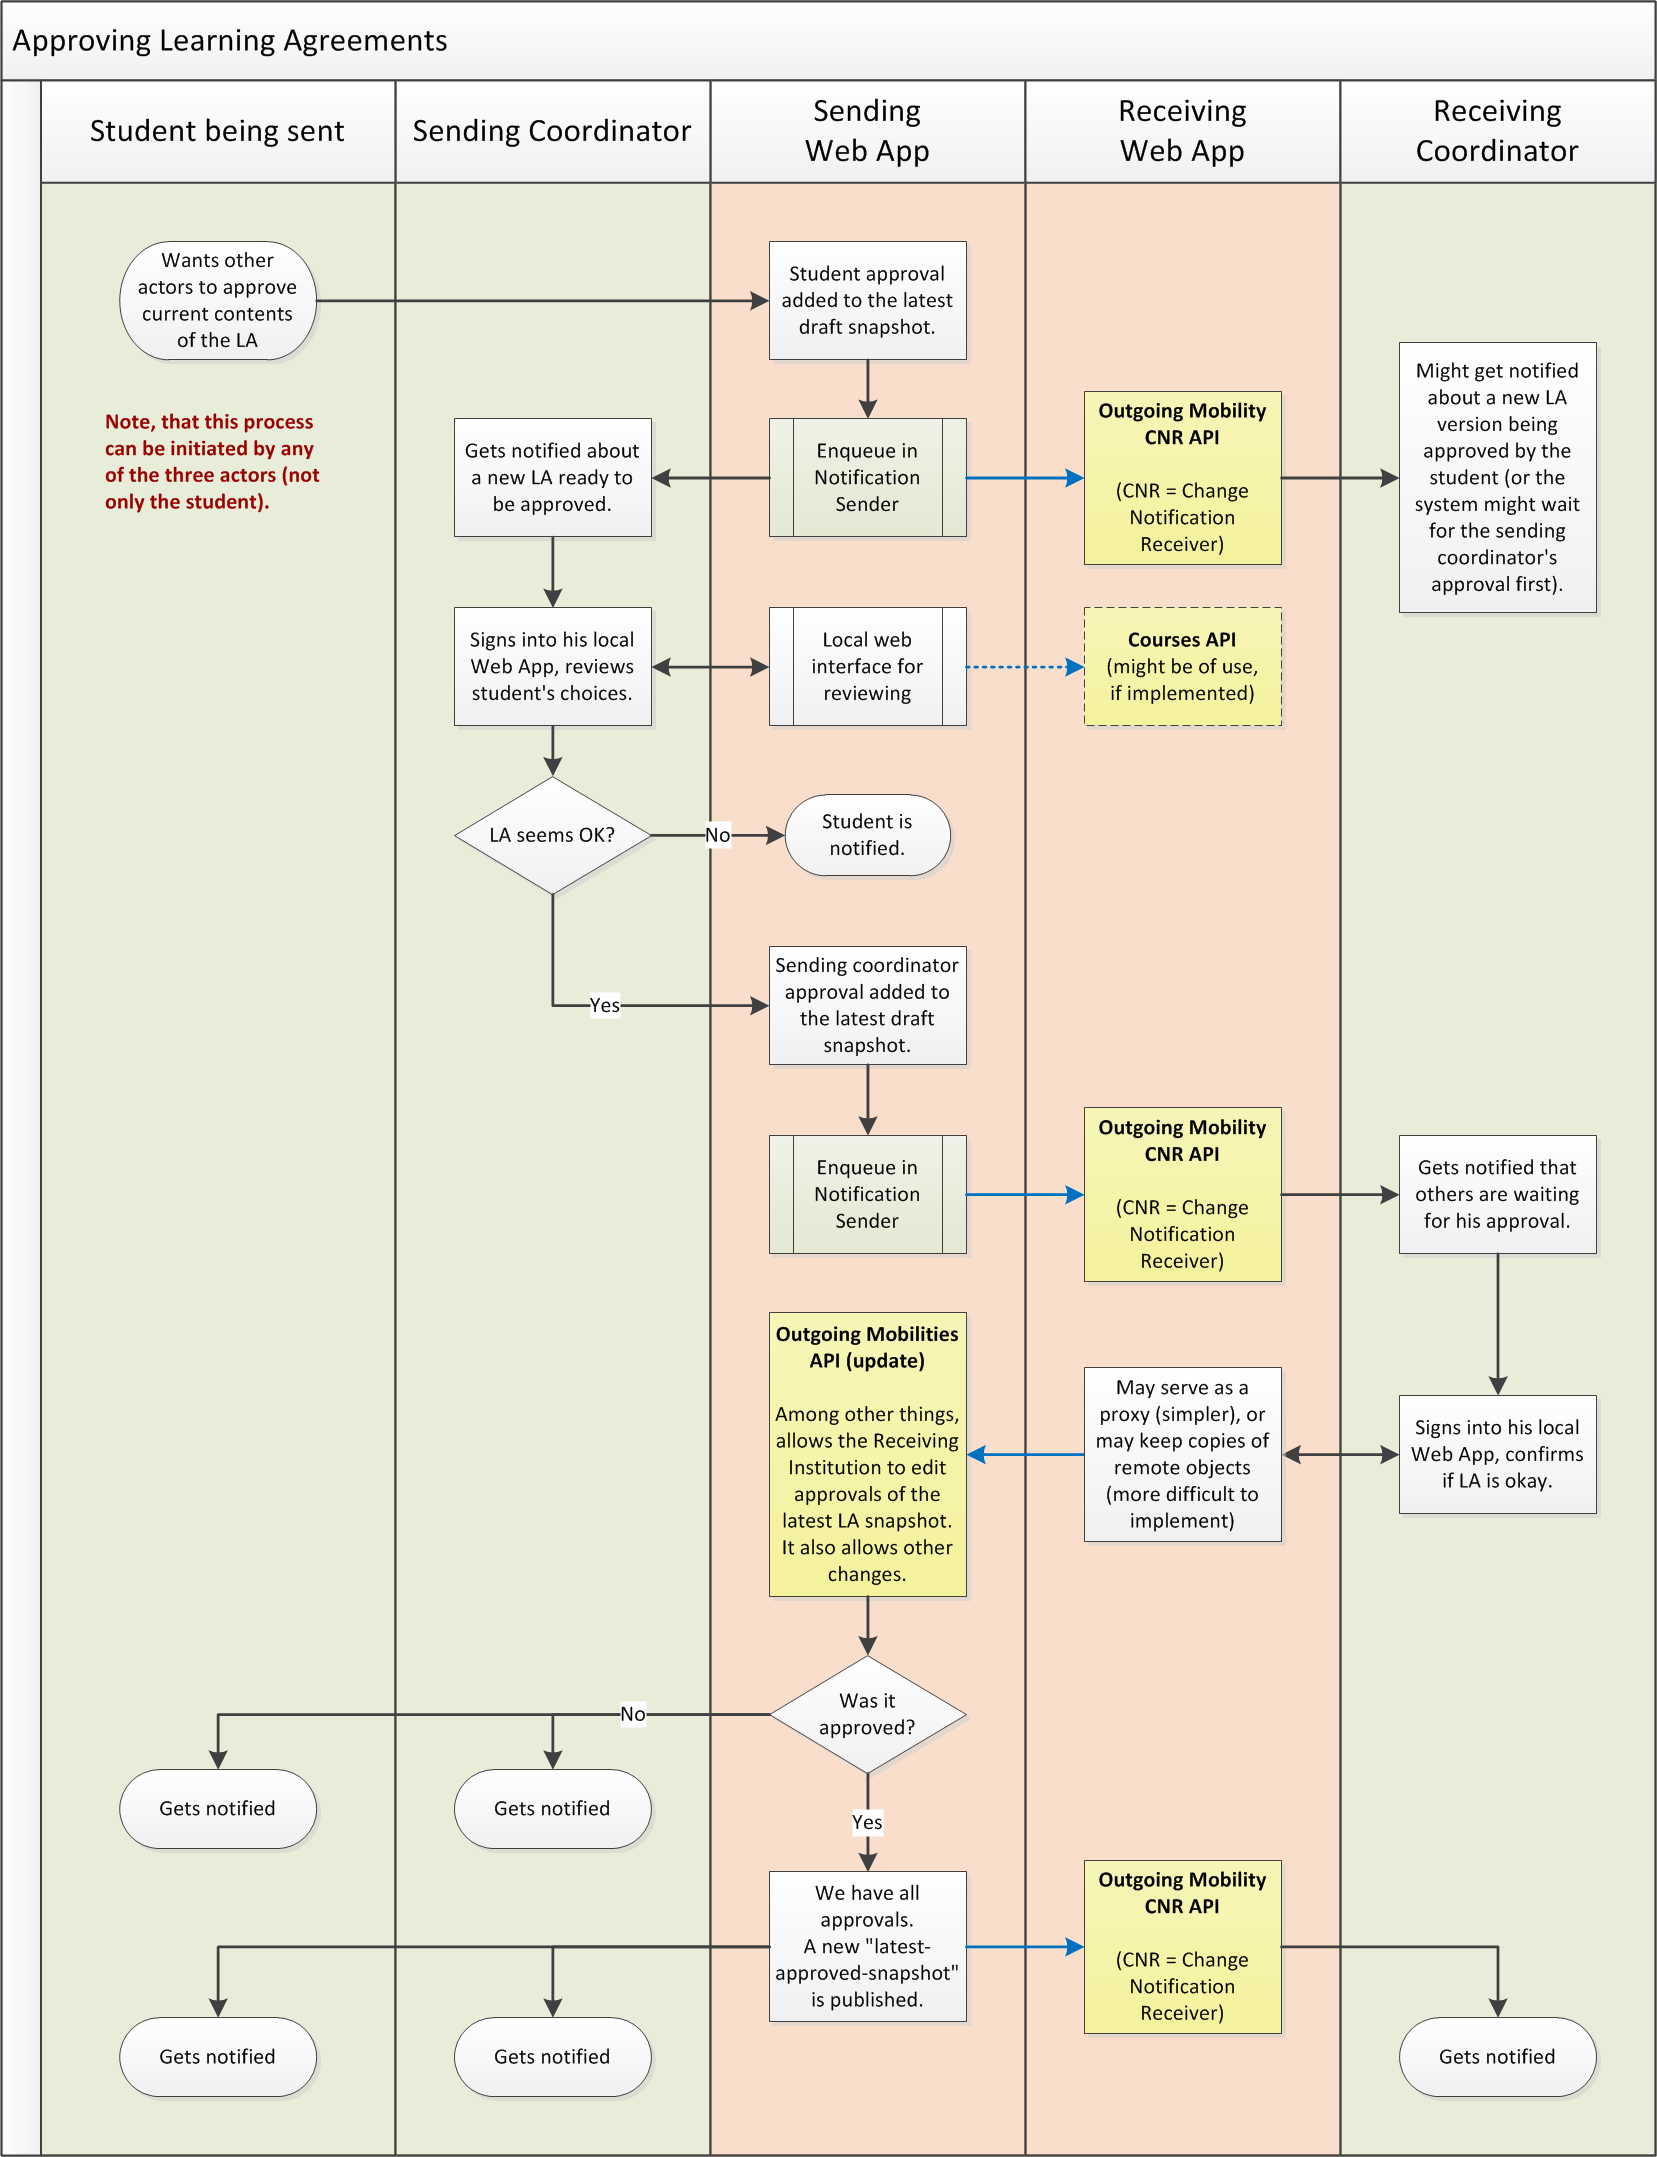 Approving Learning Agreements
Student being sent
Sending Coordinator
Sending
Web App
Receiving
Web App
Receiving
Coordinator
Wants other
actors to approve
current contents
of the LA
Student approval
added to the latest
draft snapshot.
Note, that this process
can be initiated by any
of the three actors (not
only the student).
Gets notified about
a new LA ready to
be approved.
Enqueue in
Notification
Sender
Outgoing Mobility
CNR API
(CNR = Change
Notification
Receiver)
Might get notified
about a new LA
version being
approved by the
student (or the
system might wait
for the sending
coordinator's
approval first).
Signs into his local
Web App, reviews
student's choices.
Local web
interface for
reviewing
Courses API
(might be of use,
if implemented)
LA seems OK?
No
Student is
notified.
Yes
Sending coordinator
approval added to
the latest draft
snapshot.
Enqueue in
Notification
Sender
Outgoing Mobility
CNR API
(CNR = Change
Notification
Receiver)
Gets notified that
others are waiting
for his approval.
Outgoing Mobilities
API (update)
Among other things,
allows the Receiving
Institution to edit
approvals of the
latest LA snapshot.
It also allows other
changes.
May serve as a
proxy (simpler), or
may keep copies of
remote objects
(more difficult to
implement)
Signs into his local
Web App, confirms
if LA is okay.
Was it
approved?
No
Gets notified
Gets notified
Yes
We have all
approvals.
A new "latest-
approved-snapshot"
is published.
Outgoing Mobility
CNR API
(CNR = Change
Notification
Receiver)
Gets notified
Gets notified
Gets notified